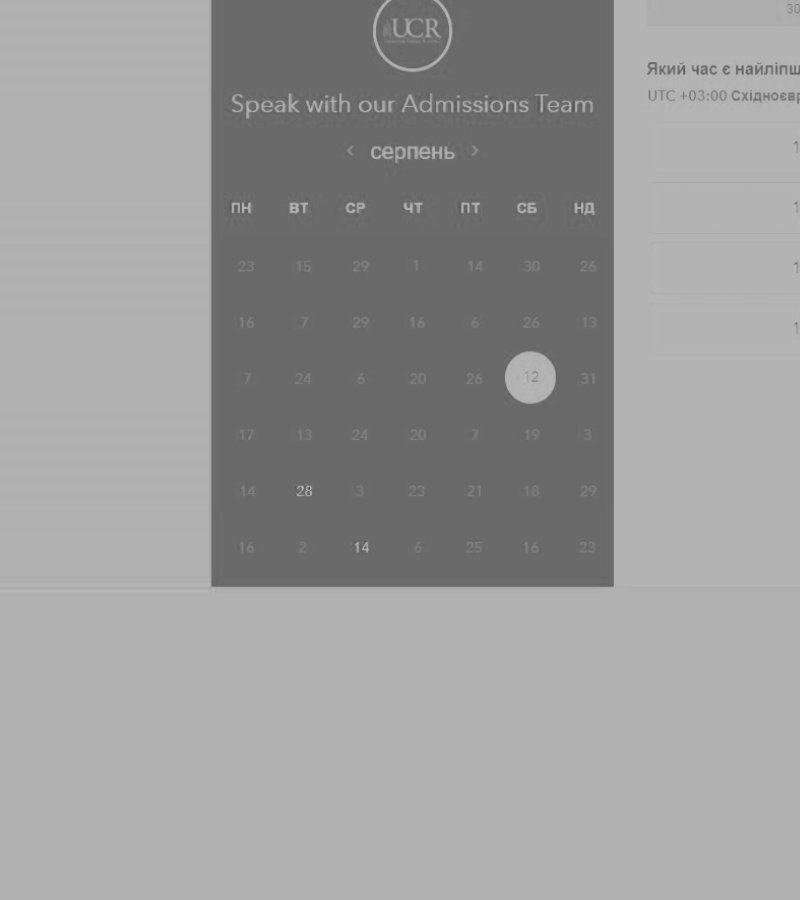 UCR
Speak with our Admissions Team
серпень
ПН ВТ СР ЧТ ПТ СБ НД
23 15 29 1 14 30 26
16 7 29 16 6 26 13
7 24 6 20 26 12 31
17 13 24 20 7 19 3
14 28 3 23 21 18 29
16 2 14 6 25 16 23
30
Який час є найліпш
UTC +03:00 Східноєвр
1
1
1
1